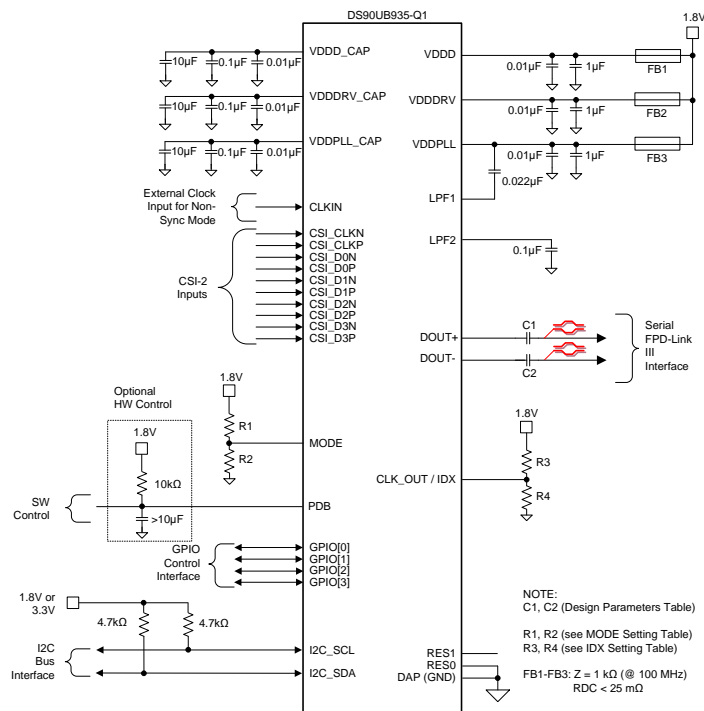 DS90UB935-Q1
1.8V
VDDD_CAP
10µF
0.1µF
0.01µF
VDDD
0.01µF
1µF
FB1
VDDDRV_CAP
10µF
0.1µF
0.01µF
VDDDRV
0.01µF
1µF
FB2
VDDPLL_CAP
10µF
0.1µF
0.01µF
VDDPLL
0.01µF
1µF
FB3
0.022µF
LPF1
External Clock
Input for Non-
Sync Mode
CLKIN
LPF2
0.1µF
CSI-2
Inputs
CSI_CLKN
CSI_CLKP
CSI_D0N
CSI_D0P
CSI_D1N
CSI_D1P
CSI_D2N
CSI_D2P
CSI_D3N
CSI_D3P
DOUT+
DOUT-
C1
C2
Serial
FPD-Link
III
Interface
Optional
HW Control
1.8V
10kΩ
>10µF
SW
Control
PDB
1.8V
R1
R2
MODE
1.8V
R3
R4
CLK_OUT / IDX
GPIO
Control
Interface
GPIO[0]
GPIO[1]
GPIO[2]
GPIO[3]
1.8V or
3.3V
4.7kΩ
4.7kΩ
I2C
Bus
Interface
I2C_SCL
I2C_SDA
RES1
RES0
DAP (GND)
NOTE:
C1, C2 (Design Parameters Table)
R1, R2 (see MODE Setting Table)
R3, R4 (see IDX Setting Table)
FB1-FB3: Z = 1 kΩ (@ 100 MHz)
RDC < 25 mΩ